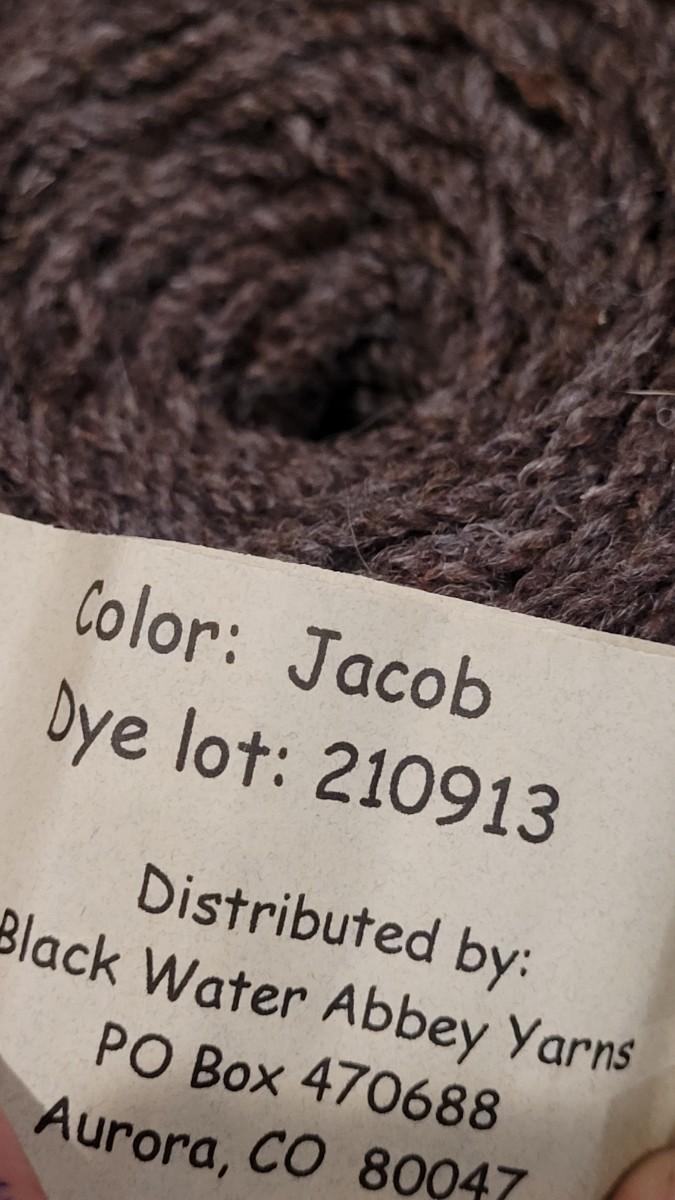 Color: Jacob
Dye lot: 210913
Distributed by:
Black Water Abbey Yarns
PO Box 470688
Aurora, CO 80047